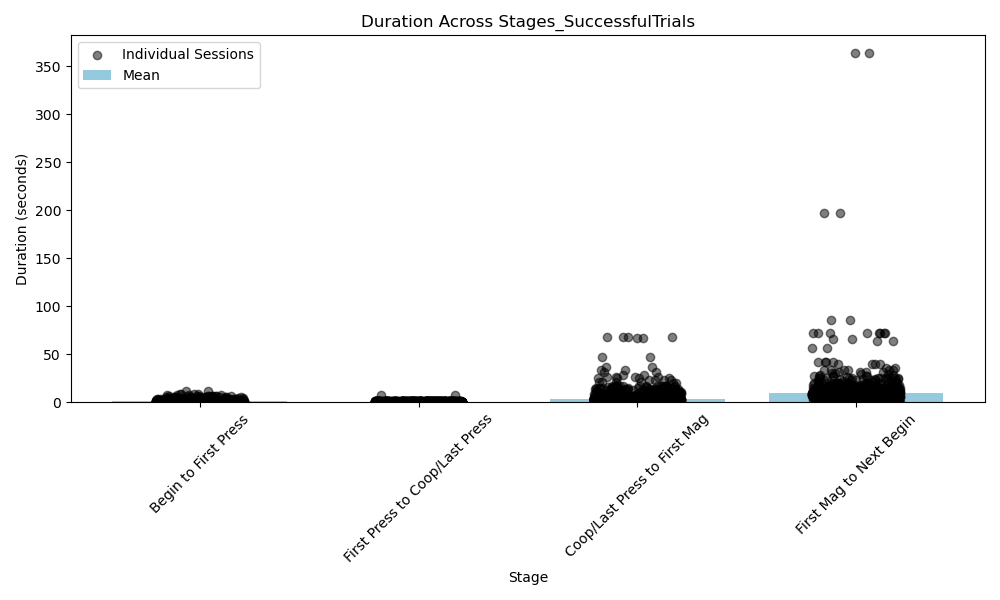 Duration Across Stages_SuccessfulTrials
Individual Sessions
Mean
Duration (seconds)
350
300
250
200
150
100
50
0
Begin to First Press
First Press to Coop/Last Press
Coop/Last Press to First Mag
First Mag to Next Begin
Stage